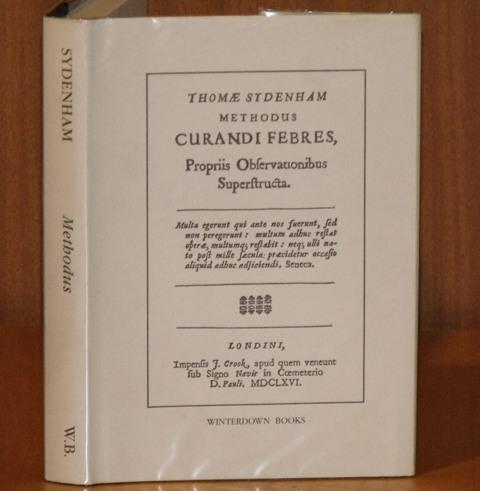 SYDENHAM
Methodus
W.B.
THOMÆ SYDENHAM
METHODUS
CURANDI FEBRES,
Propriis Obſervationibus
Superſtructa.
Multa egerunt qui ante nos fuerunt, ſed
non peregerunt: multum adhuc reſtat
operæ, multumq; reſtabit: neq; ulli na-
to poſt mille ſæcula præcidetur occaſio
aliquid adhuc adjiciendi. Seneca.
LONDINI,
Impenſis J. Crook, apud quem veneunt
ſub Signo Navis in Cœmeterio
D. Pauli. MDCLXVI.
WINTERDOWN BOOKS